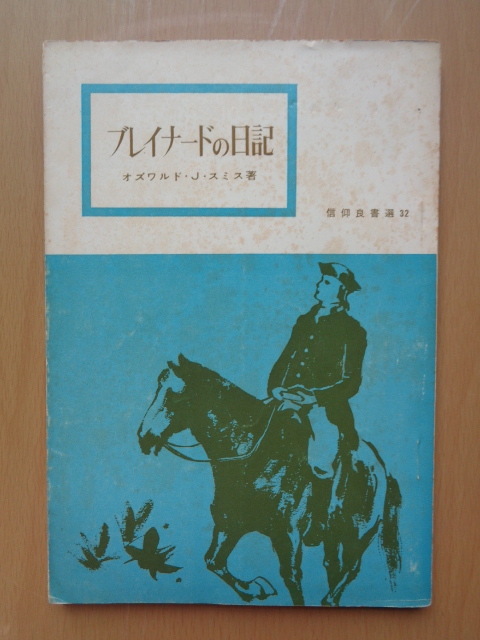 ブレイナードの日記
オズワルド・J・スミス著
信仰良書選 32